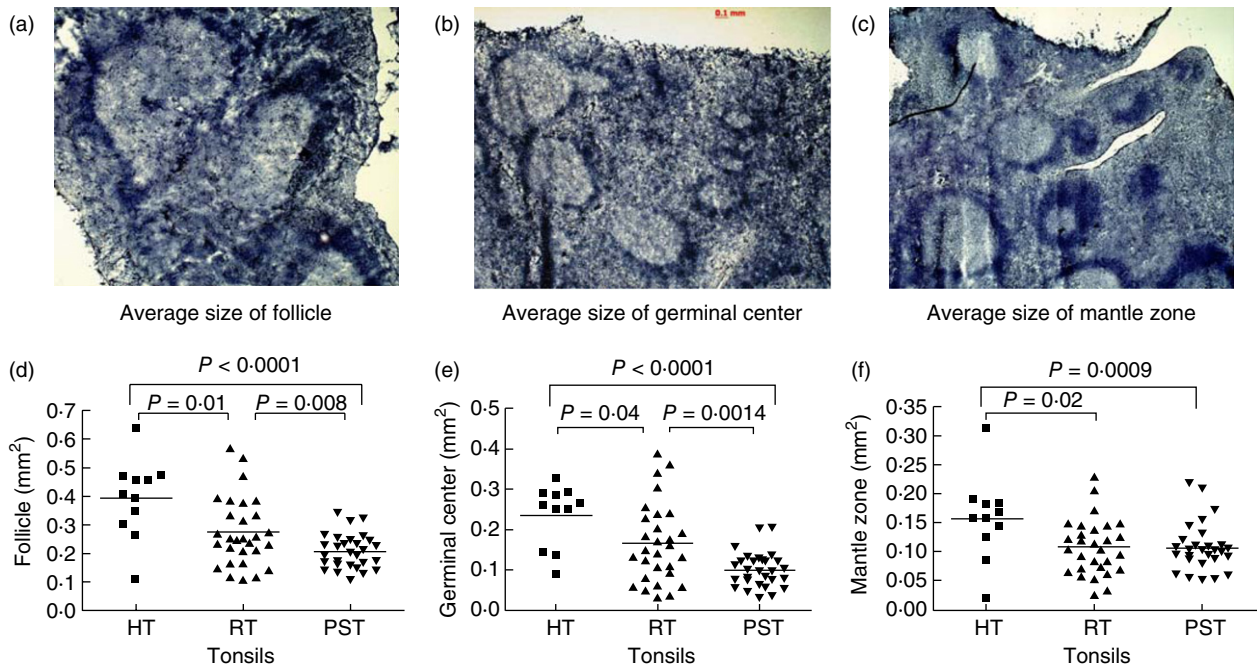 (a)
(b)
(c)
0.1 mm
Average size of follicle
Average size of germinal center
Average size of mantle zone
(d)
P < 0·0001
P = 0·01
P = 0·008
Follicle (mm²)
0·7
0·6
0·5
0·4
0·3
0·2
0·1
0·0
HT
RT
PST
Tonsils
(e)
P < 0·0001
P = 0·04
P = 0·0014
Germinal center (mm²)
0·5
0·4
0·3
0·2
0·1
0·0
HT
RT
PST
Tonsils
(f)
P = 0·0009
P = 0·02
Mantle zone (mm²)
0·35
0·30
0·25
0·20
0·15
0·10
0·05
0·00
HT
RT
PST
Tonsils